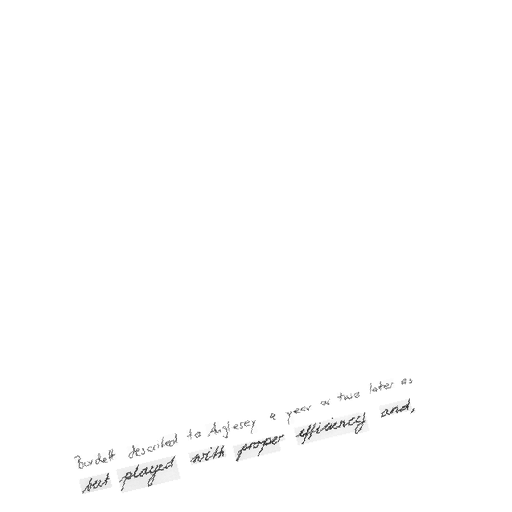 Burdett described to Anglesey a year or two later as
but played with proper efficiency and,